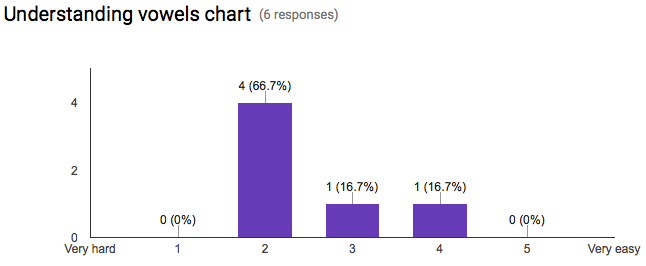 Understanding vowels chart (6 responses)
4 (66.7%)
4
2
1 (16.7%) 1 (16.7%)
0 (0%) 0 (0%)
0
Very hard 1 2 3 4 5 Very easy